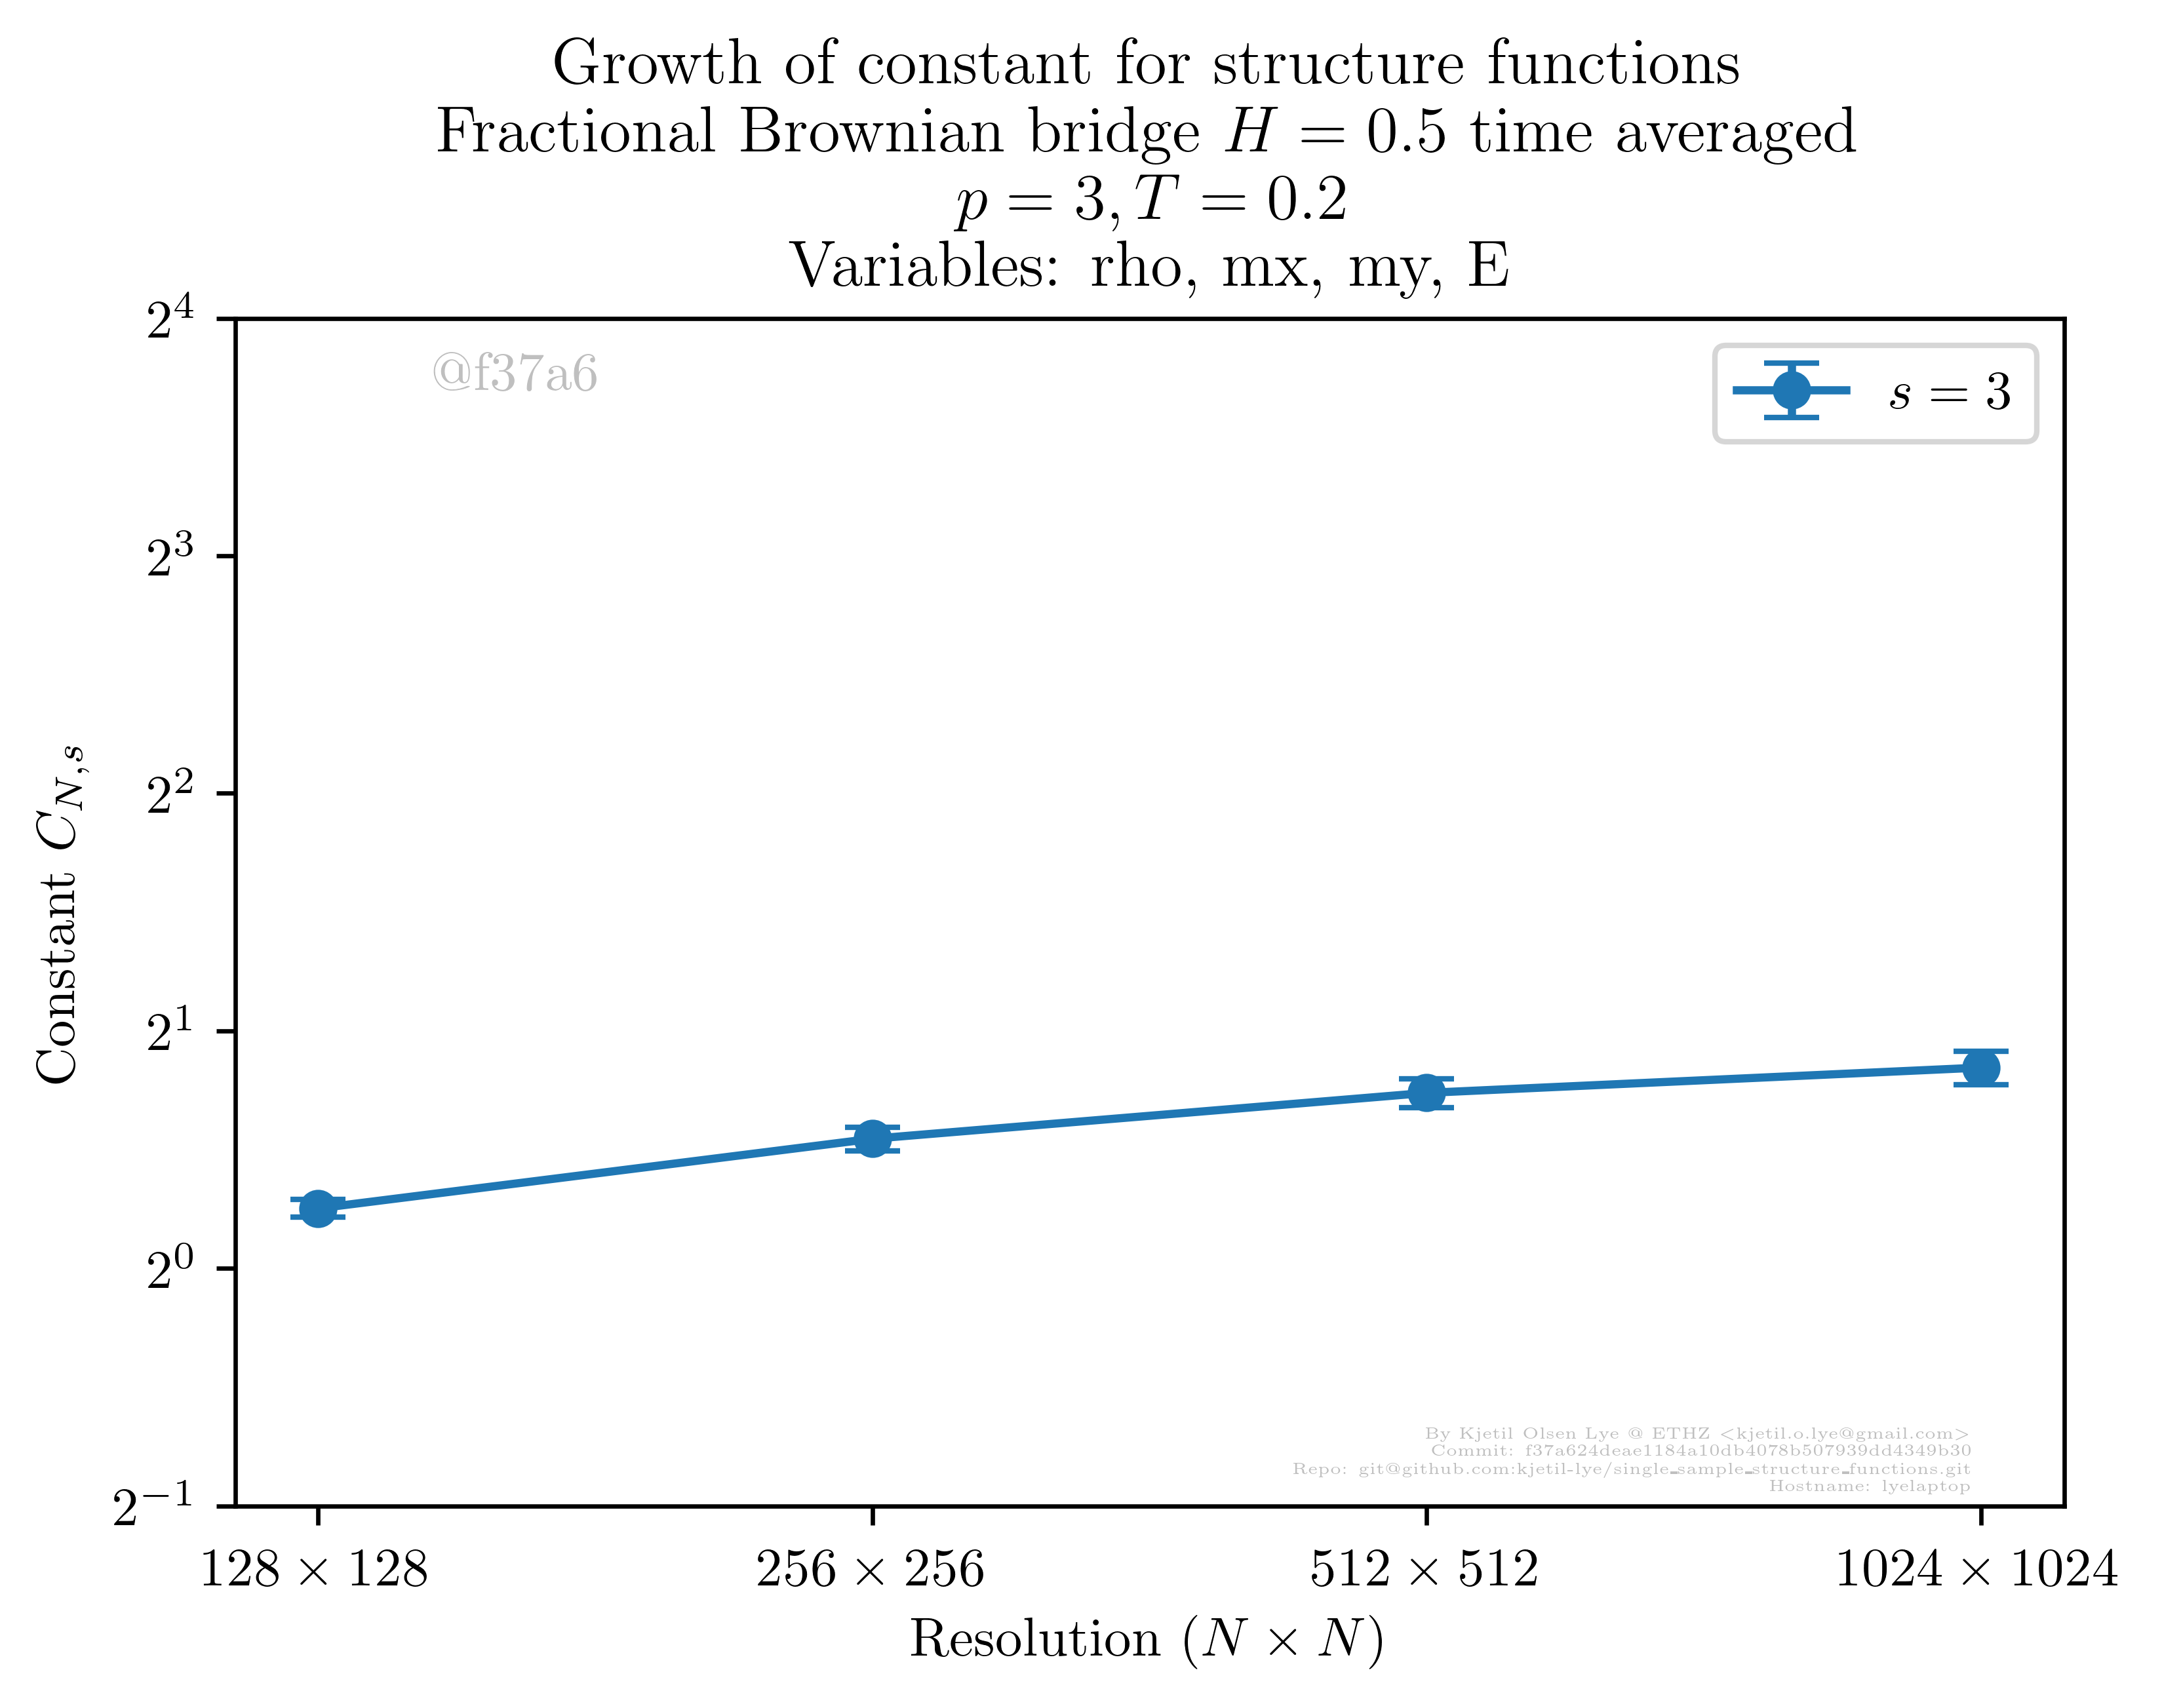 Growth of constant for structure functions
Fractional Brownian bridge H = 0.5 time averaged
p = 3, T = 0.2
Variables: rho, mx, my, E
2^4
@f37a6
s = 3
2^3
2^2
2^1
2^0
2^−1
Constant C_{N,s}
By Kjetil Olsen Lye @ ETHZ <kjetil.o.lye@gmail.com>
Commit: f37a624deae1184a10db4078b507939dd4349b30
Repo: git@github.com:kjetil-lye/single_sample_structure_functions.git
Hostname: lyelaptop
128 × 128 256 × 256 512 × 512 1024 × 1024
Resolution (N × N)